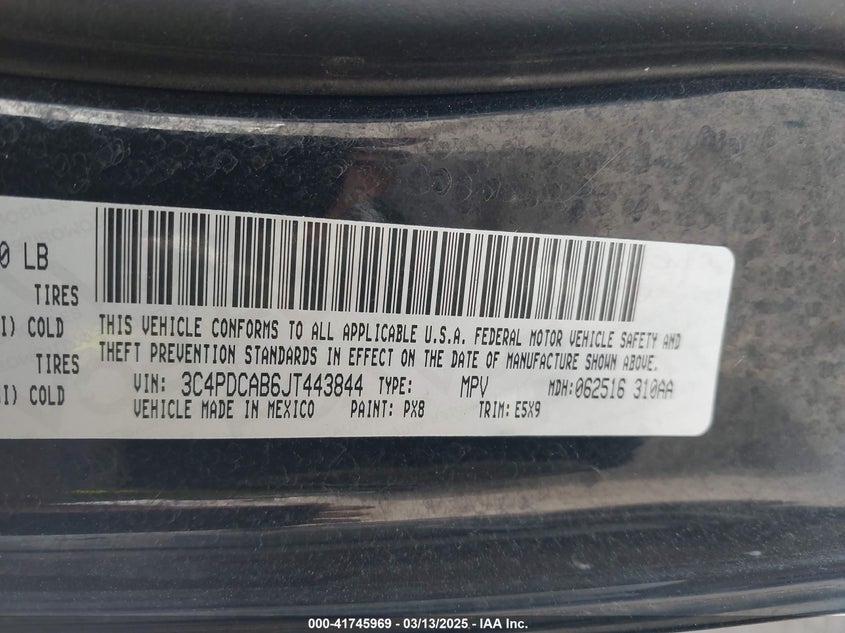 0 LB
TIRES
I) COLD
TIRES
I) COLD
THIS VEHICLE CONFORMS TO ALL APPLICABLE U.S.A. FEDERAL MOTOR VEHICLE SAFETY AND
THEFT PREVENTION STANDARDS IN EFFECT ON THE DATE OF MANUFACTURE SHOWN ABOVE.
VIN: 3C4PDCAB6JT443844 TYPE: MPV MDH:062516 310AA
VEHICLE MADE IN MEXICO PAINT: PX8 TRIM: E5X9
000-41745969 - 03/13/2025 - IAA Inc.